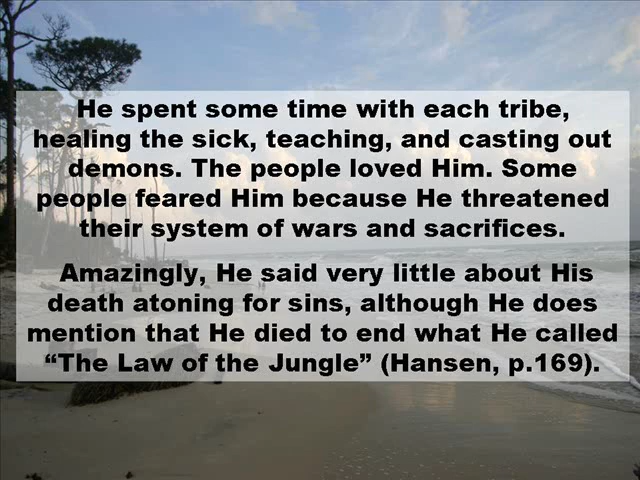 He spent some time with each tribe,
healing the sick, teaching, and casting out
demons. The people loved Him. Some
people feared Him because He threatened
their system of wars and sacrifices.
Amazingly, He said very little about His
death atoning for sins, although He does
mention that He died to end what He called
“The Law of the Jungle” (Hansen, p.169).